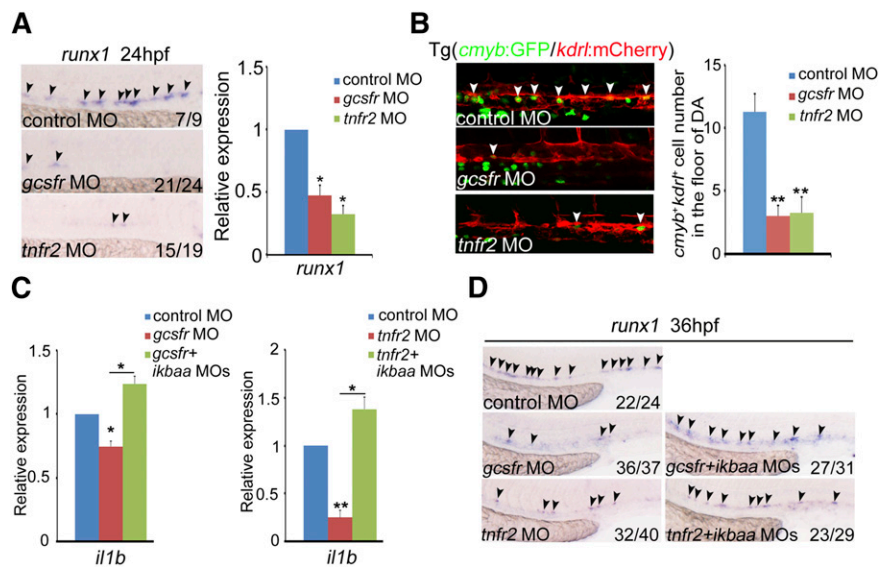 A
runx1 24hpf
control MO 7/9
gcsfr MO 21/24
tnfr2 MO 15/19
control MO
gcsfr MO
tnfr2 MO
Relative expression
1
0.5
0
*
*
runx1
B
Tg(cmyb:GFP/kdrl:mCherry)
control MO
gcsfr MO
tnfr2 MO
control MO
gcsfr MO
tnfr2 MO
cmyb+kdrl+ cell number
in the floor of DA
15
10
5
0
**
**
C
control MO
gcsfr MO
gcsfr+
ikbaa MOs
Relative expression
1.5
1
0.5
0
*
*
il1b
control MO
tnfr2 MO
tnfr2+
ikbaa MOs
Relative expression
2
1.5
1
0.5
0
**
*
il1b
D
runx1 36hpf
control MO 22/24
gcsfr MO 36/37
gcsfr+ikbaa MOs 27/31
tnfr2 MO 32/40
tnfr2+ikbaa MOs 23/29